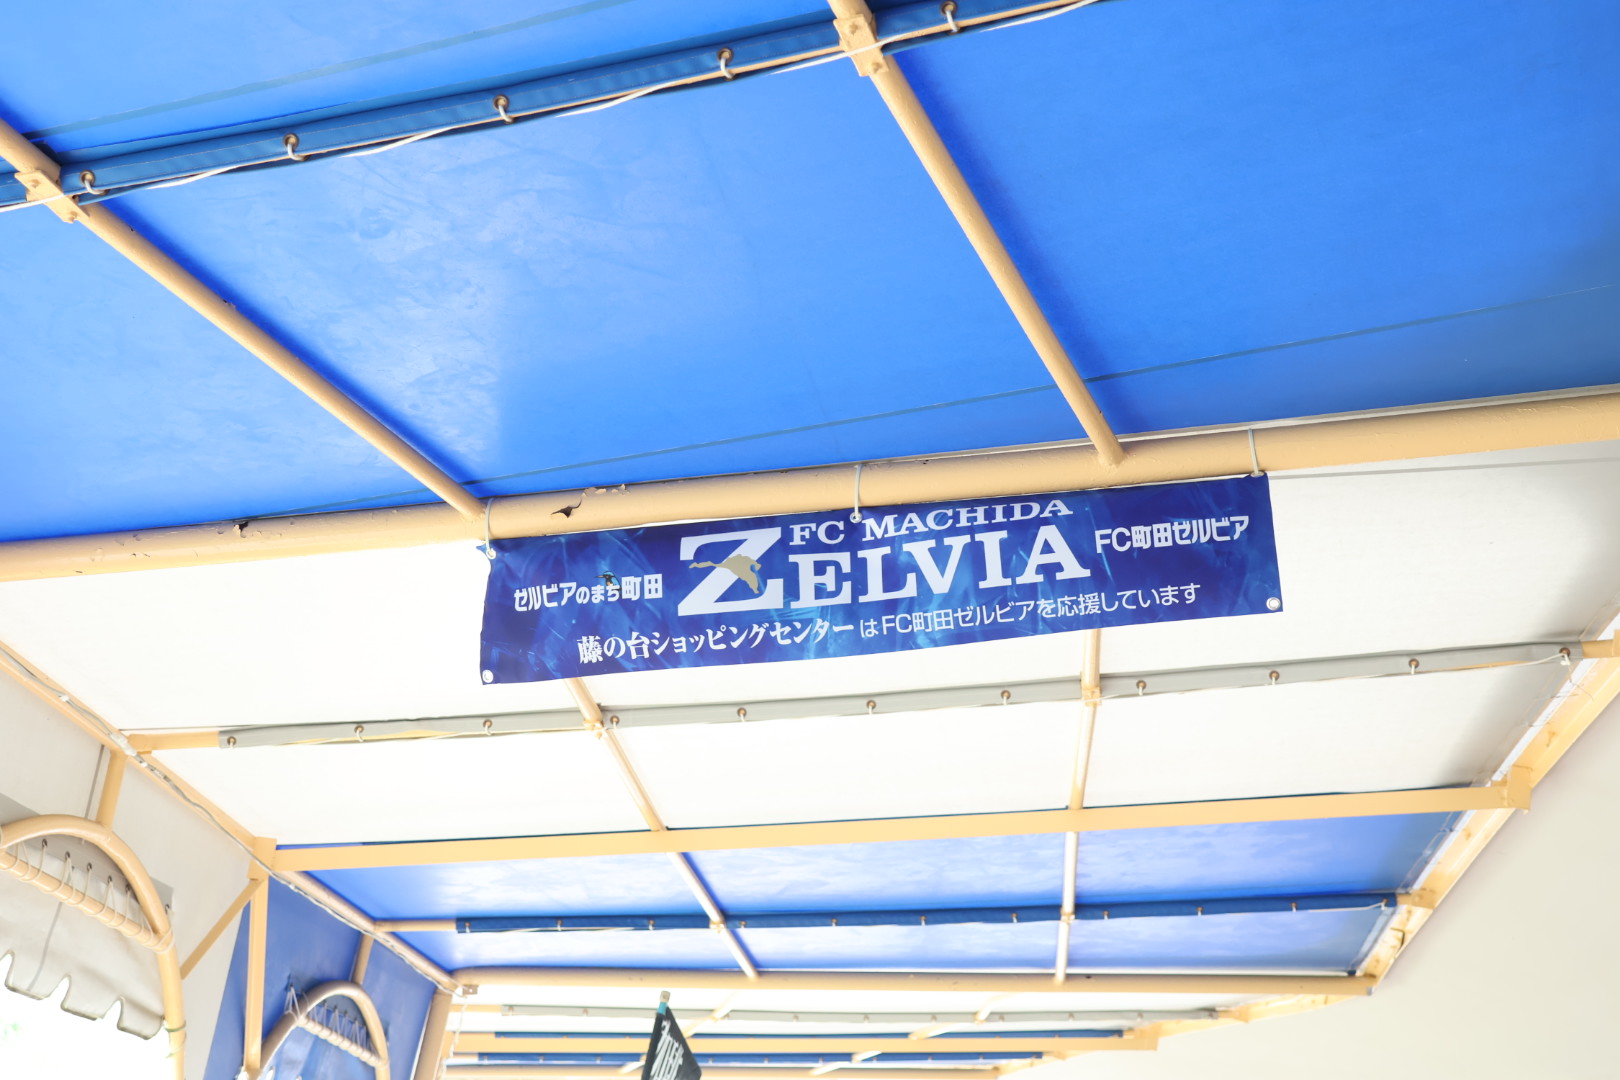 ゼルビアのまち町田
FC MACHIDA
ZELVIA
FC町田ゼルビア
藤の台ショッピングセンターはFC町田ゼルビアを応援しています